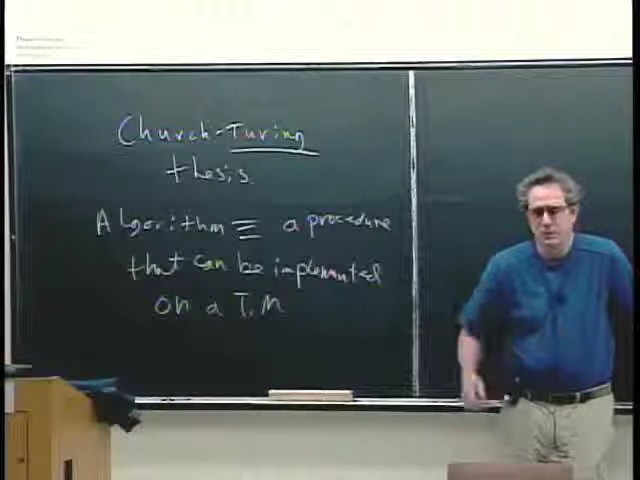 Church-Turing
thesis.
Algorithm ≡ a procedure
that can be implemented
on a T.M